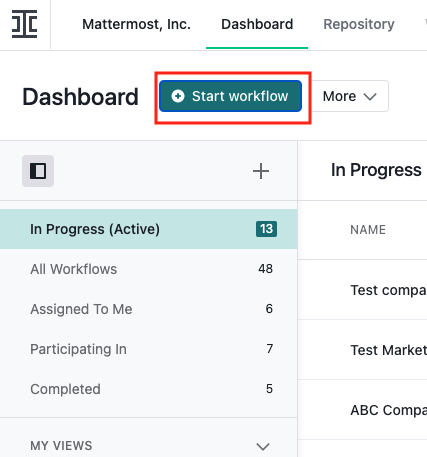 Mattermost, Inc. Dashboard Repository
Dashboard Start workflow More
In Progress (Active) 13
All Workflows 48
Assigned To Me 6
Participating In 7
Completed 5
MY VIEWS
In Progress
NAME
Test compa
Test Market
ABC Compa